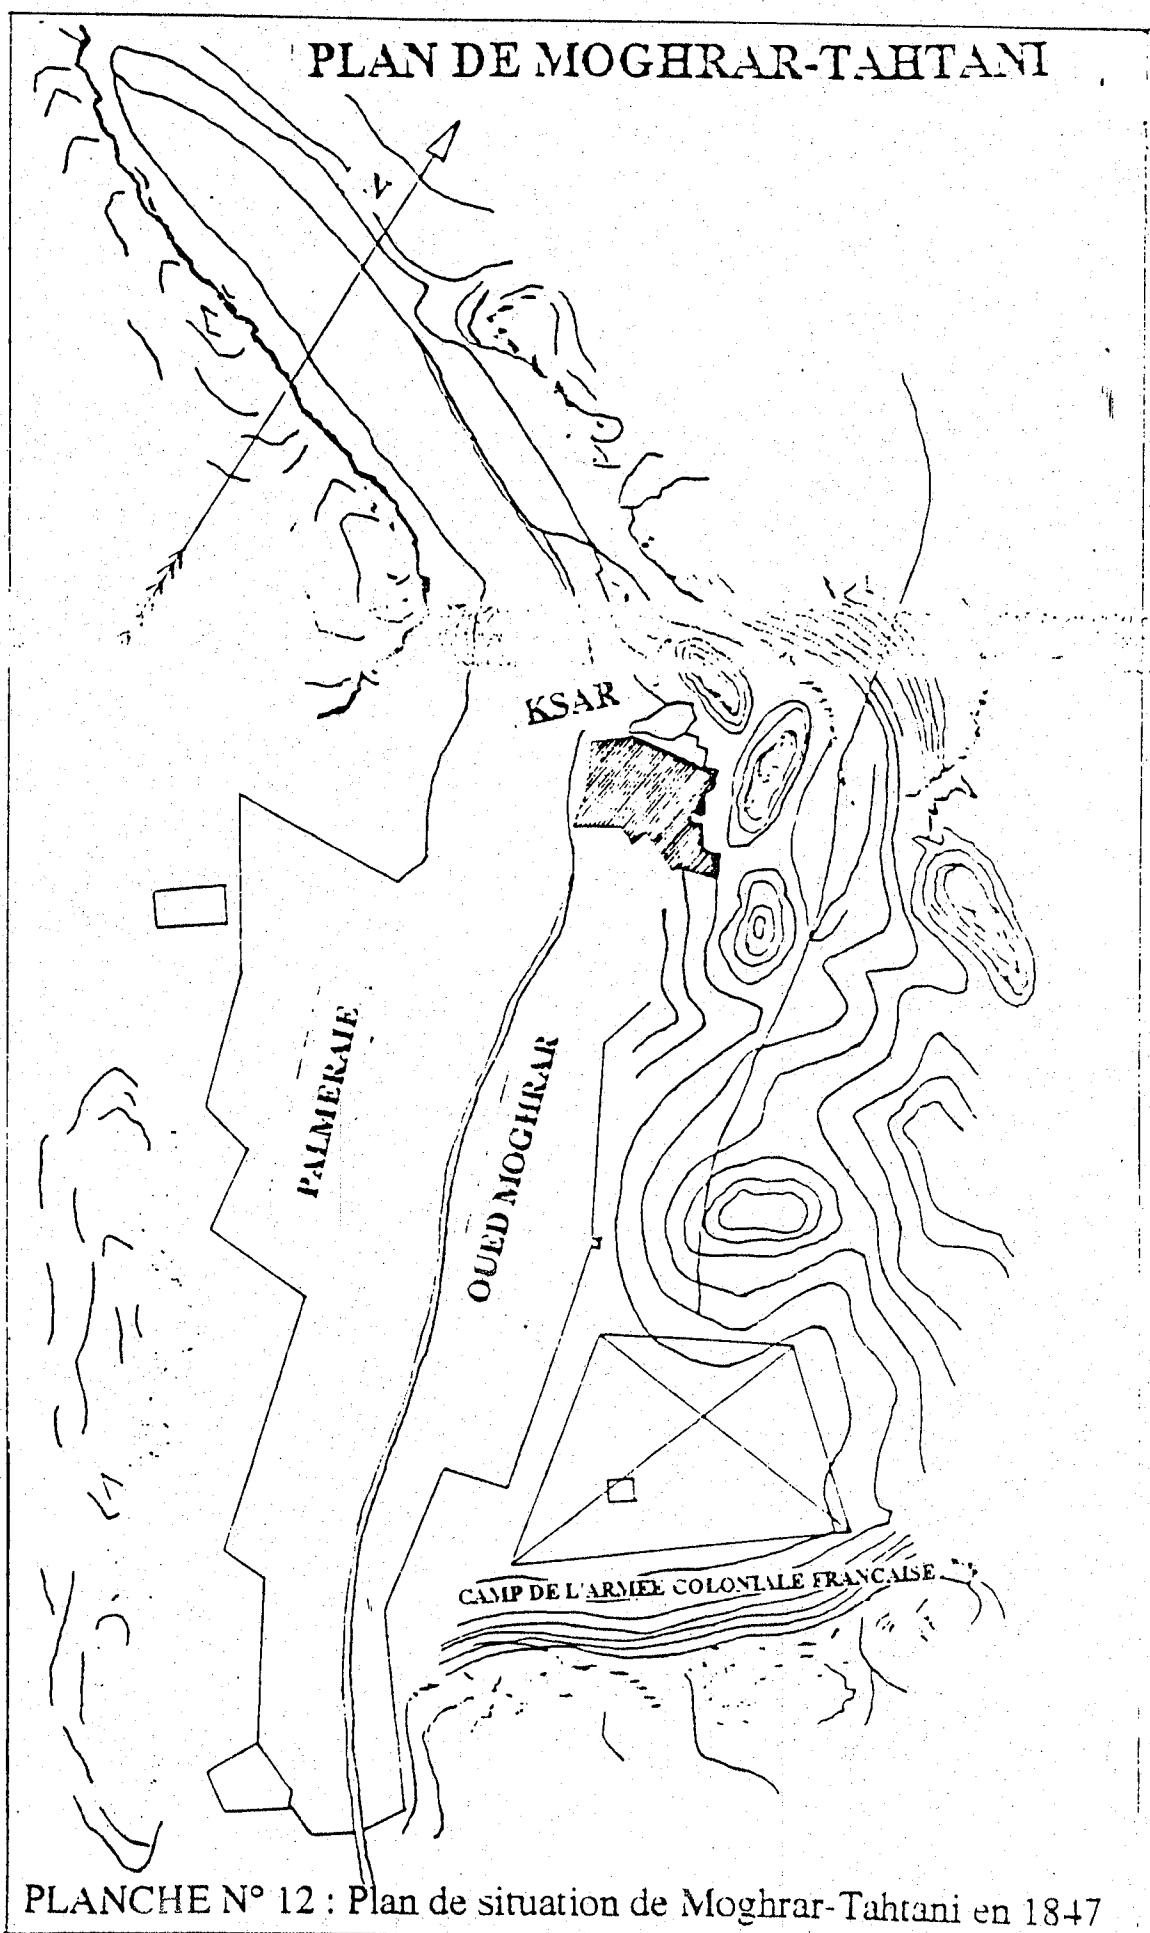 PLAN DE MOGHRAR-TAHTANI
N
KSAR
PALMERAIE
OUED MOGHRAR
CAMP DE L'ARMEE COLONIALE FRANCAISE
PLANCHE N° 12 : Plan de situation de Moghrar-Tahtani en 1847